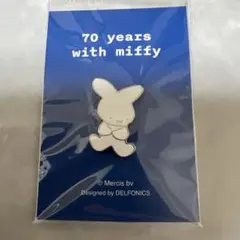 70 years
with miffy
© Mercis bv
Designed by DELFONICS.